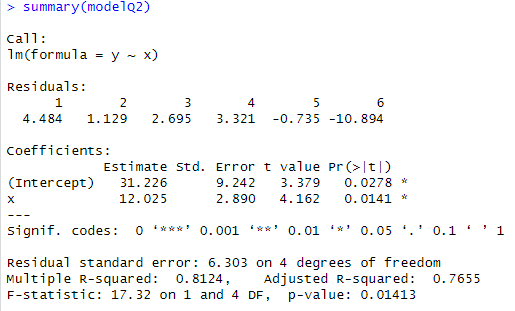 > summary(modelQ2)
Call:
lm(formula = y ~ x)
Residuals:
1 2 3 4 5 6
4.484 1.129 2.695 3.321 -0.735 -10.894
Coefficients:
Estimate Std. Error t value Pr(>|t|)
(Intercept) 31.226 9.242 3.379 0.0278 *
x 12.025 2.890 4.162 0.0141 *
---
Signif. codes: 0 ‘***’ 0.001 ‘**’ 0.01 ‘*’ 0.05 ‘.’ 0.1 ‘ ’ 1
Residual standard error: 6.303 on 4 degrees of freedom
Multiple R-squared: 0.8124, Adjusted R-squared: 0.7655
F-statistic: 17.32 on 1 and 4 DF, p-value: 0.01413